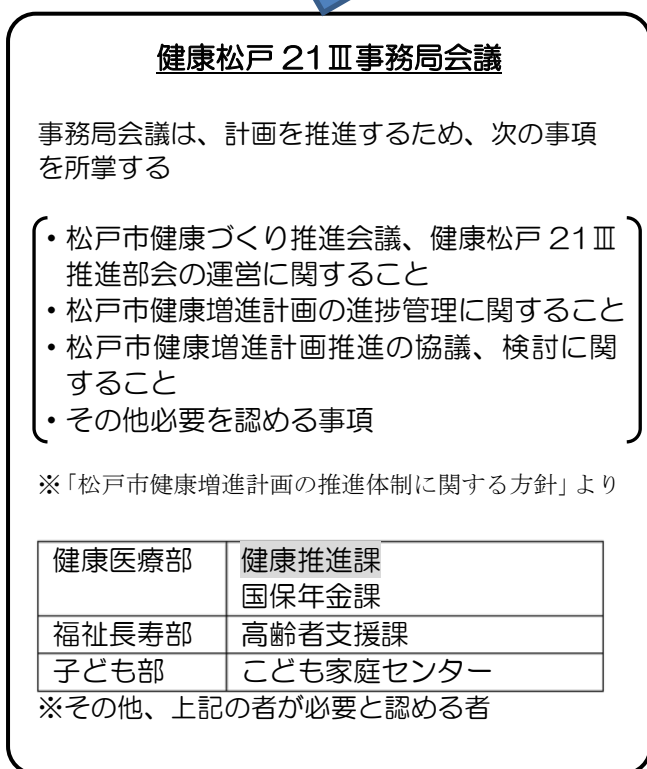 健康松戸21Ⅲ事務局会議
事務局会議は、計画を推進するため、次の事項
を所掌する
・松戸市健康づくり推進会議、健康松戸21Ⅲ
推進部会の運営に関すること
・松戸市健康増進計画の進捗管理に関すること
・松戸市健康増進計画推進の協議、検討に関
すること
・その他必要を認める事項
※「松戸市健康増進計画の推進体制に関する方針」より
健康医療部 健康推進課
国保年金課
福祉長寿部 高齢者支援課
子ども部 こども家庭センター
※その他、上記の者が必要と認める者